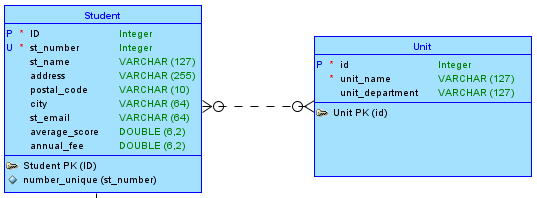 Student
P * ID Integer
U * st_number Integer
st_name VARCHAR (127)
address VARCHAR (255)
postal_code VARCHAR (10)
city VARCHAR (64)
st_email VARCHAR (64)
average_score DOUBLE (6,2)
annual_fee DOUBLE (6,2)
Student PK (ID)
number_unique (st_number)
Unit
P * id Integer
* unit_name VARCHAR (127)
unit_department VARCHAR (127)
Unit PK (id)